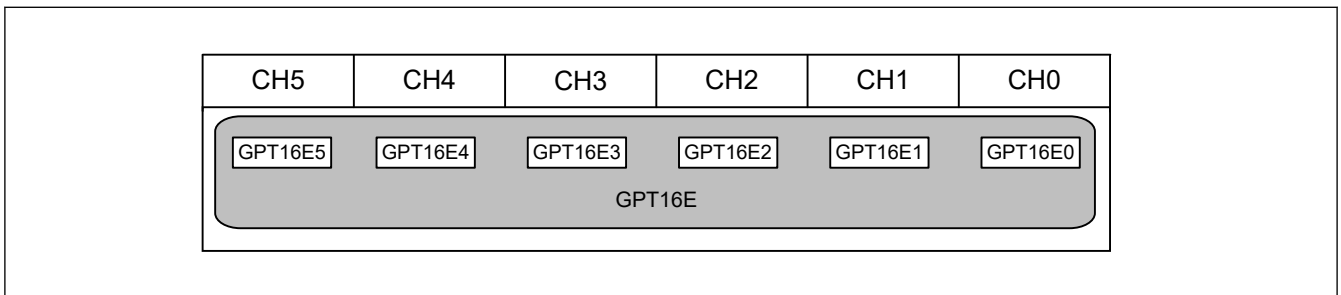 CH5 CH4 CH3 CH2 CH1 CH0
GPT16E5 GPT16E4 GPT16E3 GPT16E2 GPT16E1 GPT16E0
GPT16E